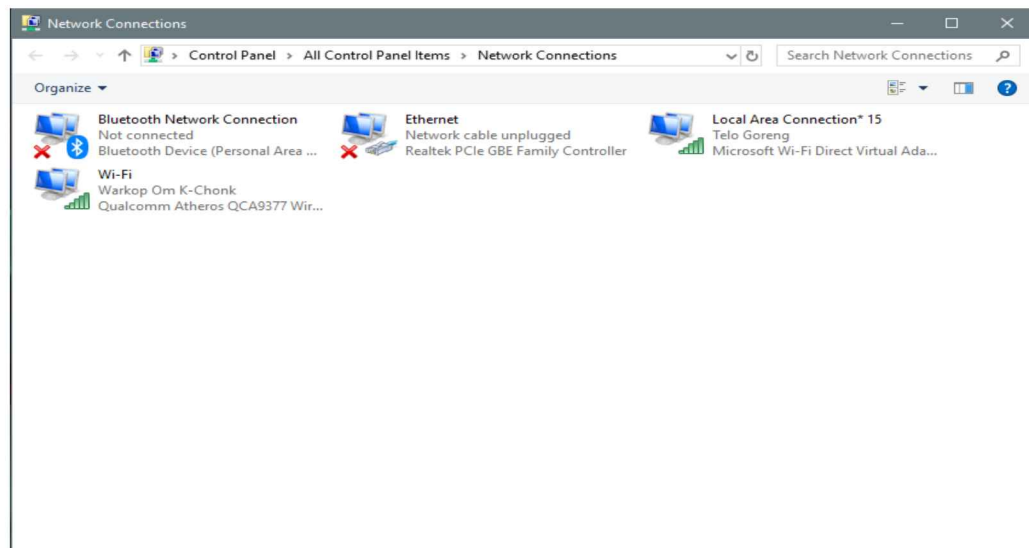 Network Connections
Control Panel > All Control Panel Items > Network Connections
Search Network Connections
Organize
Bluetooth Network Connection
Not connected
Bluetooth Device (Personal Area ...
Ethernet
Network cable unplugged
Realtek PCIe GBE Family Controller
Local Area Connection* 15
Telo Goreng
Microsoft Wi-Fi Direct Virtual Ada...
Wi-Fi
Warkop Om K-Chonk
Qualcomm Atheros QCA9377 Wir...